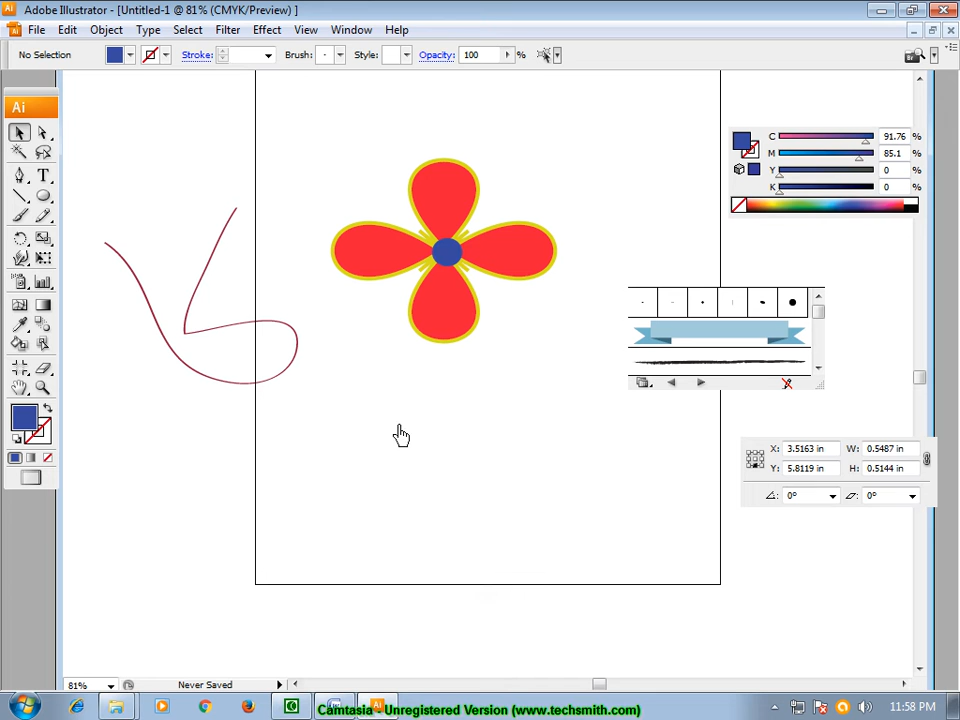 Ai Adobe Illustrator - [Untitled-1 @ 81% (CMYK/Preview) ]
File Edit Object Type Select Filter Effect View Window Help
No Selection Stroke: Brush: Style: Opacity: 100 %
Ai
C 91.76 %
M 85.1 %
Y 0 %
K 0 %
X: 3.5163 in W: 0.5487 in
Y: 5.8119 in H: 0.5144 in
0° 0°
81% Never Saved
Camtasia - Unregistered Version (www.techsmith.com)
11:58 PM